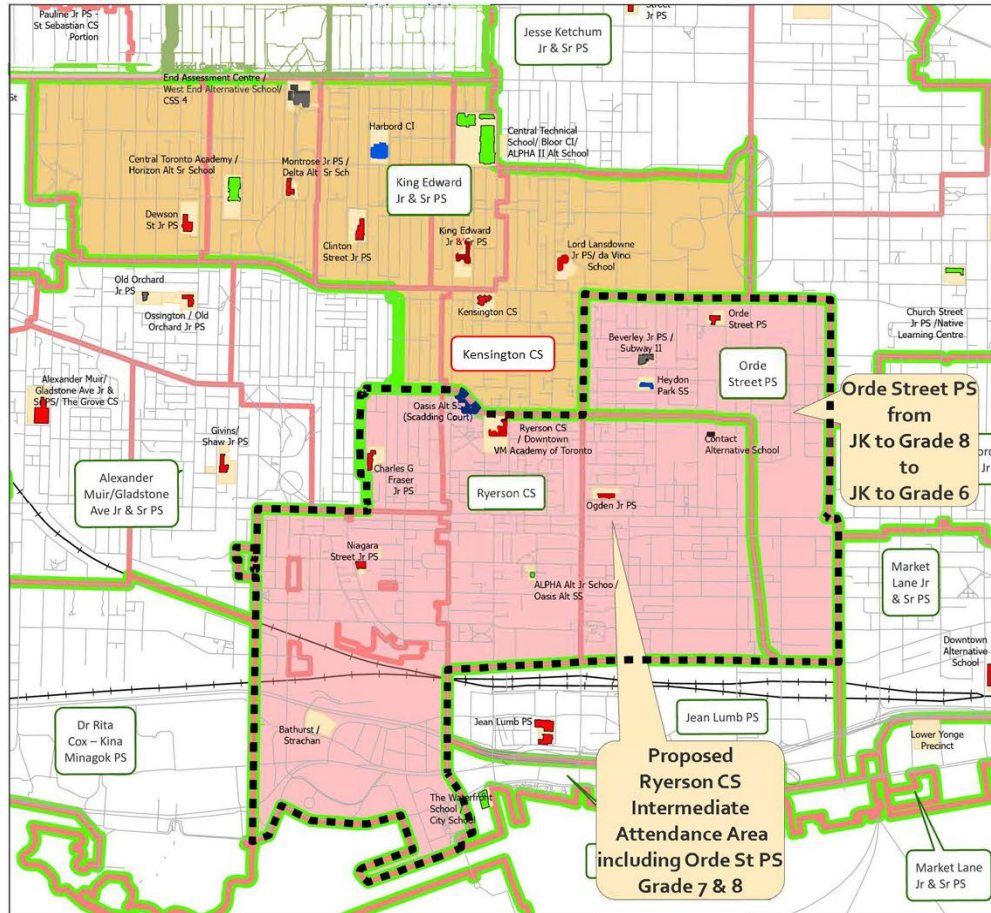 Pauline Jr PS -
St Sebastian CS
Portion
Street
Jr PS
Jesse Ketchum
Jr & Sr PS
St
End Assessment Centre /
West End Alternative School/
CSS 4
Harbord CI
Central Technical
School/ Bloor CI/
ALPHA II Alt School
Central Toronto Academy /
Horizon Alt Sr School
Montrose Jr PS /
Delta Alt Sr Sch
King Edward
Jr & Sr PS
Dewson
St Jr PS
Clinton
Street Jr PS
King Edward
Jr & Sr PS
Lord Lansdowne
Jr PS/ da Vinci
School
Old Orchard
Jr PS
Ossington / Old
Orchard Jr PS
Kensington CS
Orde
Street PS
Church Street
Jr PS /Native
Learning Centre
Kensington CS
Beverley Jr PS /
Subway II
Orde
Street PS
Heydon
Park SS
Alexander Muir/
Gladstone Ave Jr &
Sr PS/ The Grove CS
Orde Street PS
from
JK to Grade 8
to
JK to Grade 6
Oasis Alt SS
(Scadding Court)
Ryerson CS
/ Downtown
VM Academy of Toronto
Contact
Alternative School
Givins/
Shaw Jr PS
Charles G
Fraser
Jr PS
Alexander
Muir/Gladstone
Ave Jr & Sr PS
Ryerson CS
Ogden Jr PS
Niagara
Street Jr PS
ALPHA Alt Jr School /
Oasis Alt SS
Market
Lane Jr
& Sr PS
Downtown
Alternative
School
Dr Rita
Cox – Kina
Minagok PS
Bathurst /
Strachan
Jean Lumb PS
Jean Lumb PS
Lower Yonge
Precinct
The Waterfront
School /
City School
Proposed
Ryerson CS
Intermediate
Attendance Area
including Orde St PS
Grade 7 & 8
Market Lane
Jr & Sr PS